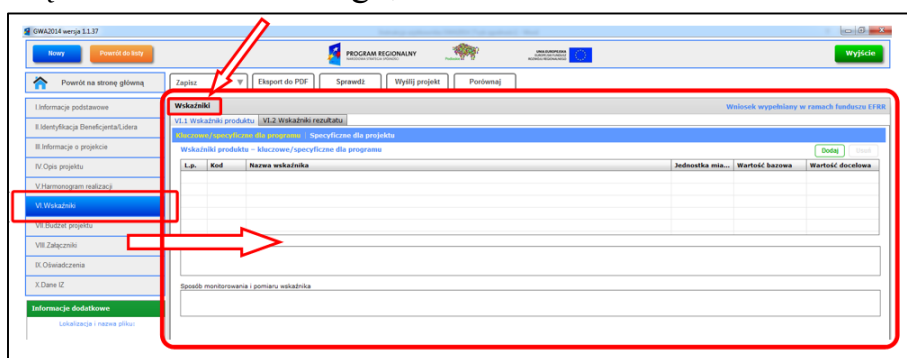 GWA2014 wersja 1.1.37
Nowy Powrót do listy PROGRAM REGIONALNY UNIA EUROPEJSKA Wyjście
Powrót na stronę główną Zapisz Eksport do PDF Sprawdź Wyślij projekt Porównaj
I.Informacje podstawowe
II.Identyfikacja Beneficjenta/Lidera
III.Informacje o projekcie
IV.Opis projektu
V.Harmonogram realizacji
VI.Wskaźniki
VII.Budżet projektu
VIII.Załączniki
IX.Oświadczenia
X.Dane IZ
Informacje dodatkowe
Lokalizacja i nazwa pliku:
Wskaźniki Wniosek wypełniany w ramach funduszu EFRR
VI.1 Wskaźniki produktu VI.2 Wskaźniki rezultatu
Kluczowe/specyficzne dla programu Specyficzne dla projektu
Wskaźniki produktu – kluczowe/specyficzne dla programu Dodaj Usuń
L.p. Kod Nazwa wskaźnika Jednostka mia... Wartość bazowa Wartość docelowa
Sposób monitorowania i pomiaru wskaźnika